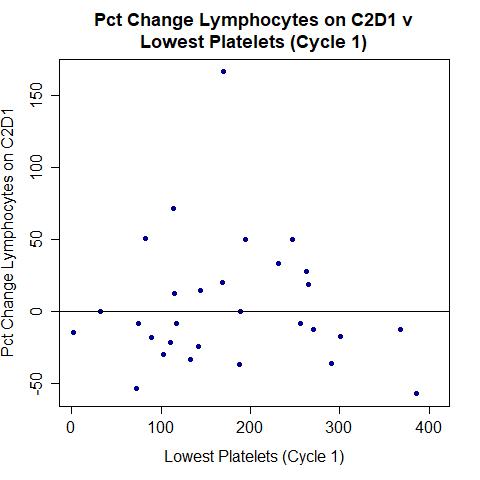 Pct Change Lymphocytes on C2D1 v
Lowest Platelets (Cycle 1)
Pct Change Lymphocytes on C2D1
150
100
50
0
-50
0 100 200 300 400
Lowest Platelets (Cycle 1)